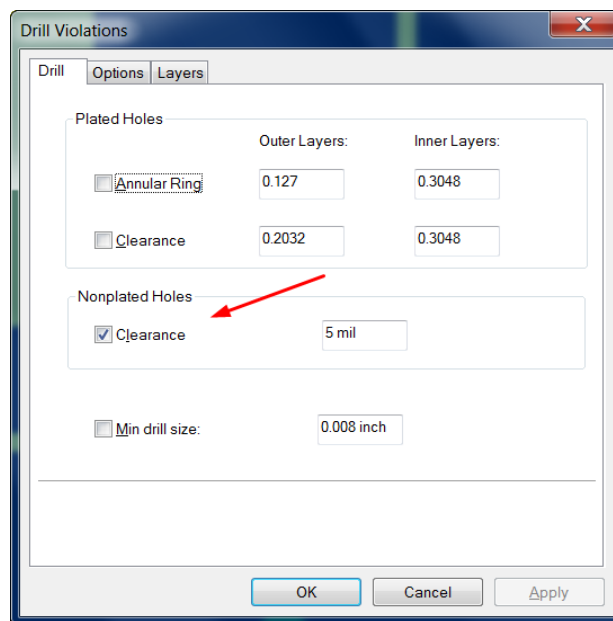 Drill Violations
Drill Options Layers
Plated Holes
Outer Layers: Inner Layers:
Annular Ring 0.127 0.3048
Clearance 0.2032 0.3048
Nonplated Holes
Clearance 5 mil
Min drill size: 0.008 inch
OK Cancel Apply